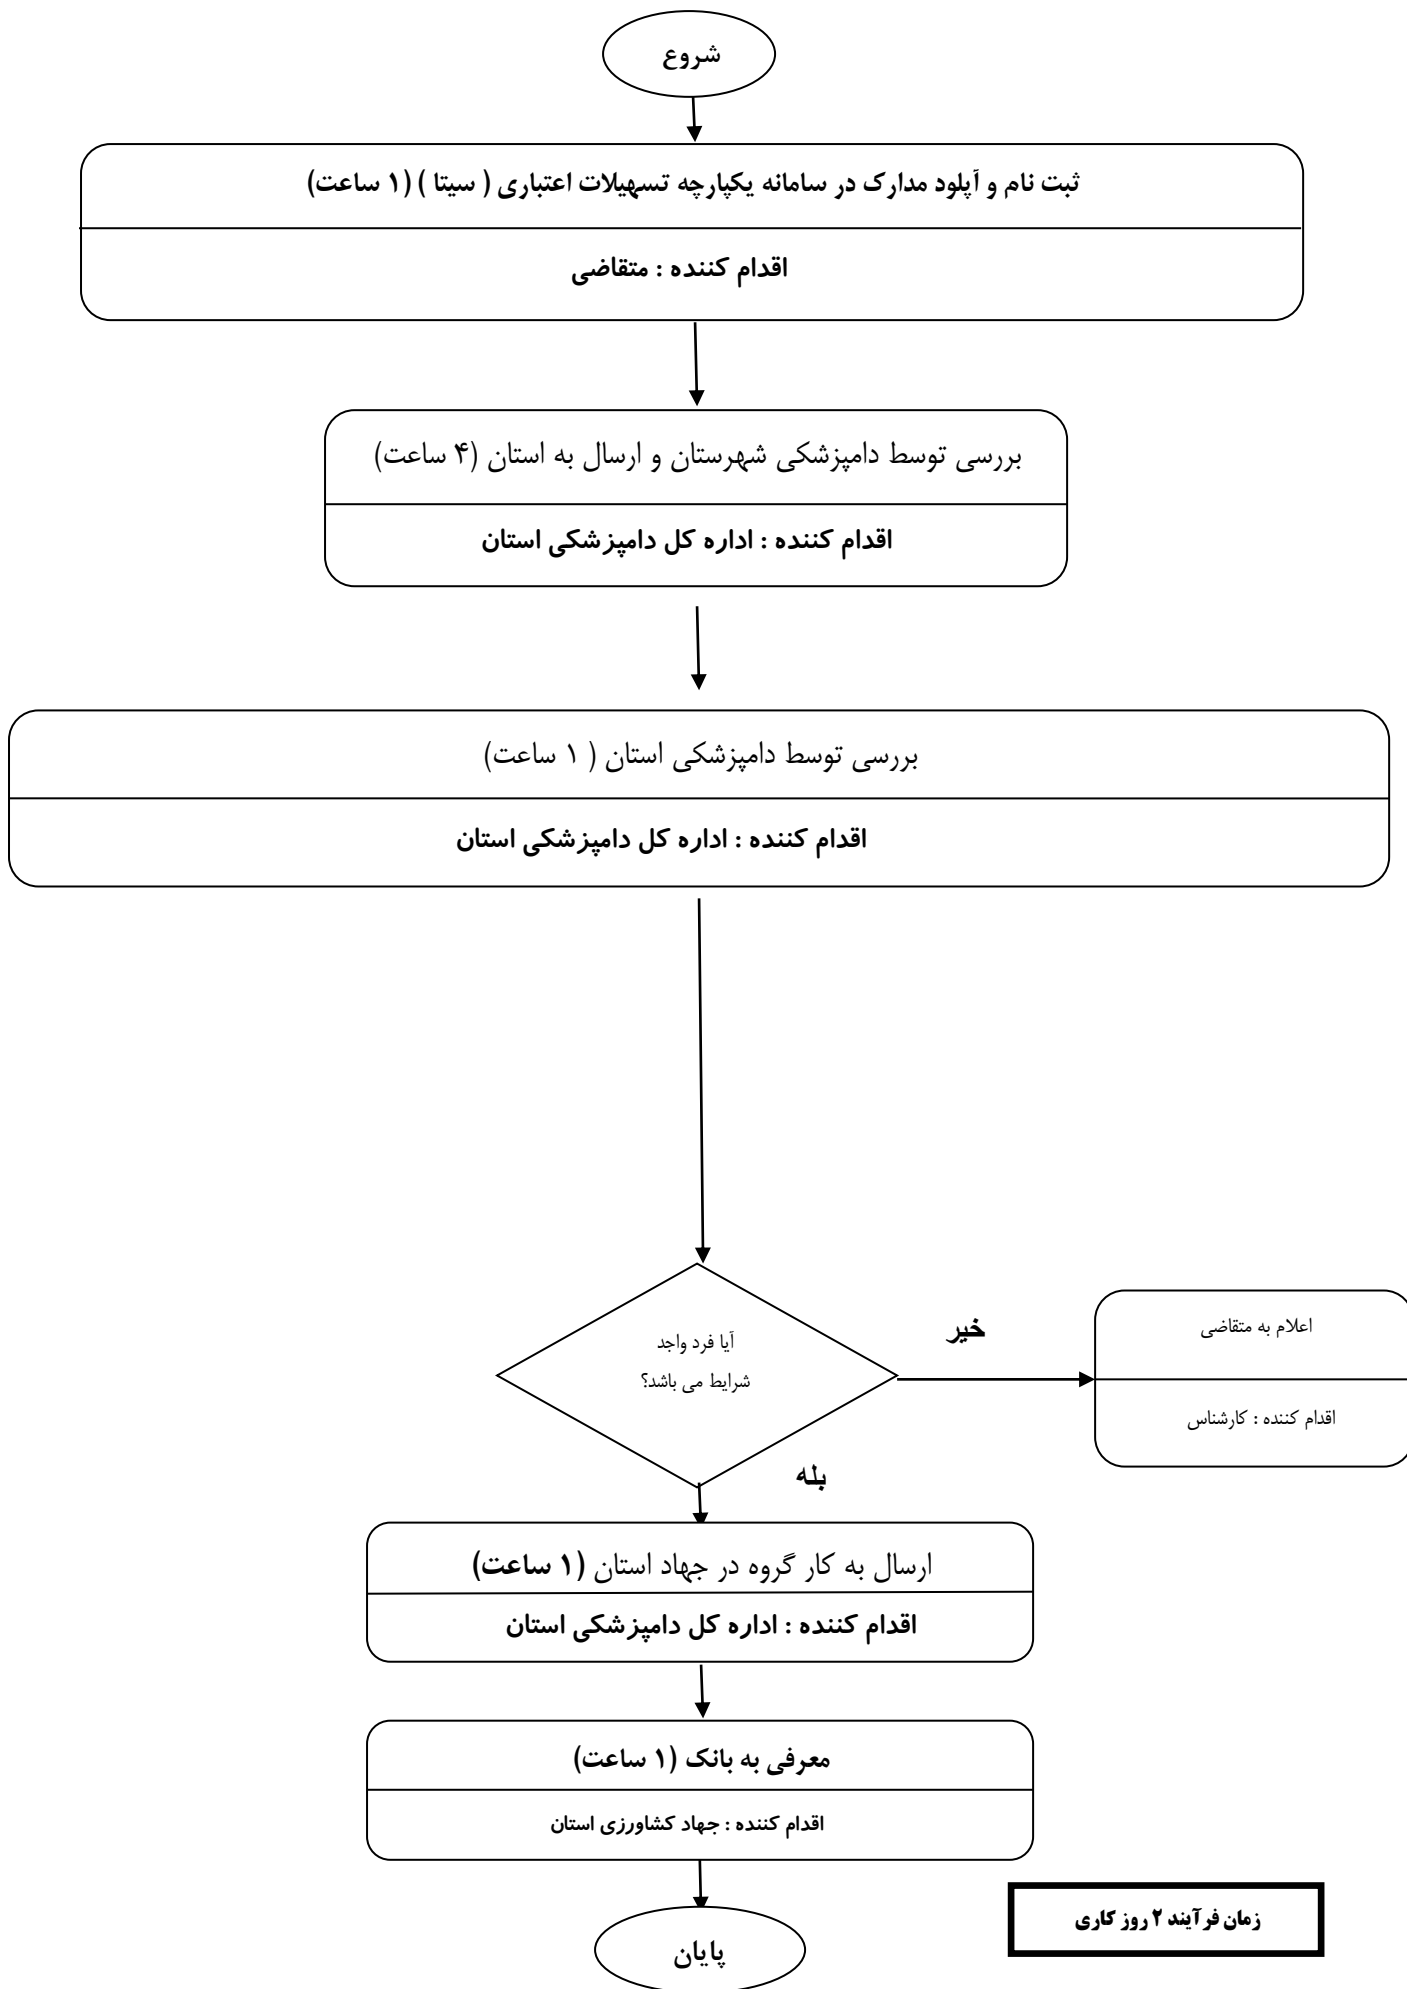 شروع
ثبت نام و آپلود مدارک در سامانه یکپارچه تسهیلات اعتباری ( سیتا ) (۱ ساعت)
اقدام کننده : متقاضی
بررسی توسط دامپزشکی شهرستان و ارسال به استان (۴ ساعت)
اقدام کننده : اداره کل دامپزشکی استان
بررسی توسط دامپزشکی استان ( ۱ ساعت)
اقدام کننده : اداره کل دامپزشکی استان
آیا فرد واجد
شرایط می باشد؟
خیر
اعلام به متقاضی
اقدام کننده : کارشناس
بله
ارسال به کار گروه در جهاد استان (۱ ساعت)
اقدام کننده : اداره کل دامپزشکی استان
معرفی به بانک (۱ ساعت)
اقدام کننده : جهاد کشاورزی استان
زمان فرآیند ۲ روز کاری
پایان